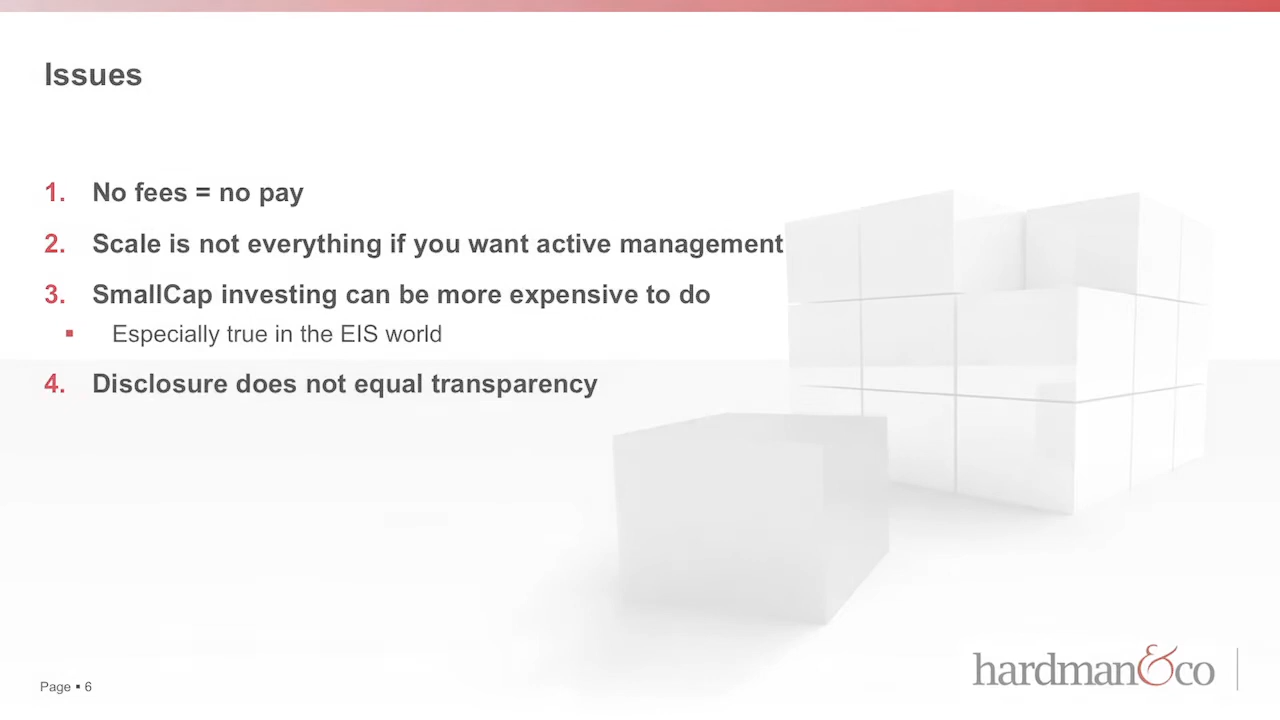 Issues
1. No fees = no pay
2. Scale is not everything if you want active management
3. SmallCap investing can be more expensive to do
▪ Especially true in the EIS world
4. Disclosure does not equal transparency
Page ▪ 6
hardman&co